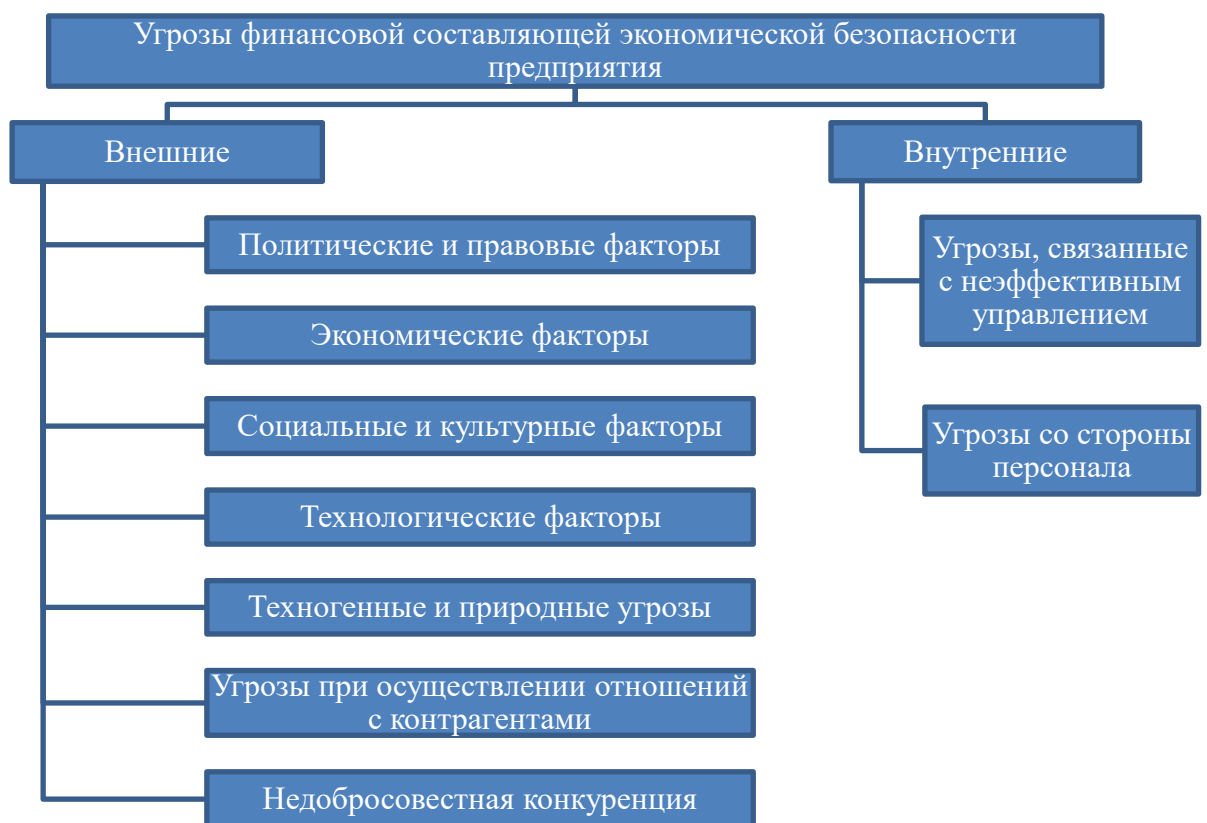 Угрозы финансовой составляющей экономической безопасности
предприятия
Внешние
Политические и правовые факторы
Экономические факторы
Социальные и культурные факторы
Технологические факторы
Техногенные и природные угрозы
Угрозы при осуществлении отношений
с контрагентами
Недобросовестная конкуренция
Внутренние
Угрозы, связанные
с неэффективным
управлением
Угрозы со стороны
персонала